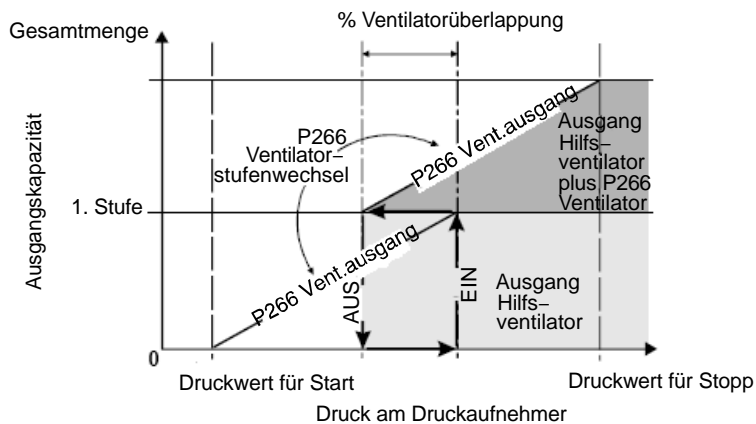 % Ventilatorüberlappung
Gesamtmenge
Ausgangskapazität
P266
Ventilator–
stufenwechsel
P266 Vent.ausgang
Ausgang
Hilfs–
ventilator
plus P266
Ventilator
1. Stufe
P266 Vent.ausgang
AUS
EIN
Ausgang
Hilfs–
ventilator
0
Druckwert für Start
Druckwert für Stopp
Druck am Druckaufnehmer